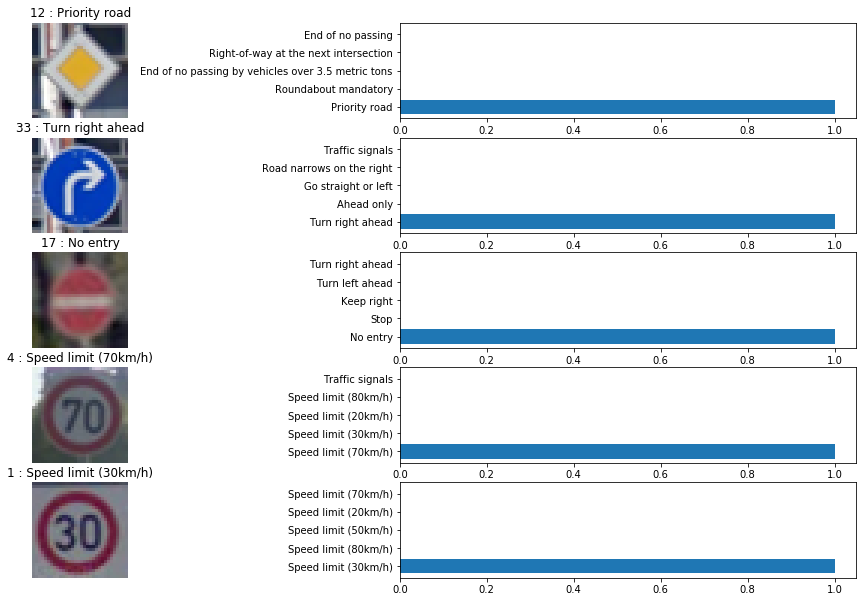 12 : Priority road
End of no passing
Right-of-way at the next intersection
End of no passing by vehicles over 3.5 metric tons
Roundabout mandatory
Priority road
0.0 0.2 0.4 0.6 0.8 1.0
33 : Turn right ahead
Traffic signals
Road narrows on the right
Go straight or left
Ahead only
Turn right ahead
0.0 0.2 0.4 0.6 0.8 1.0
17 : No entry
Turn right ahead
Turn left ahead
Keep right
Stop
No entry
0.0 0.2 0.4 0.6 0.8 1.0
4 : Speed limit (70km/h)
70
Traffic signals
Speed limit (80km/h)
Speed limit (20km/h)
Speed limit (30km/h)
Speed limit (70km/h)
0.0 0.2 0.4 0.6 0.8 1.0
1 : Speed limit (30km/h)
30
Speed limit (70km/h)
Speed limit (20km/h)
Speed limit (50km/h)
Speed limit (80km/h)
Speed limit (30km/h)
0.0 0.2 0.4 0.6 0.8 1.0